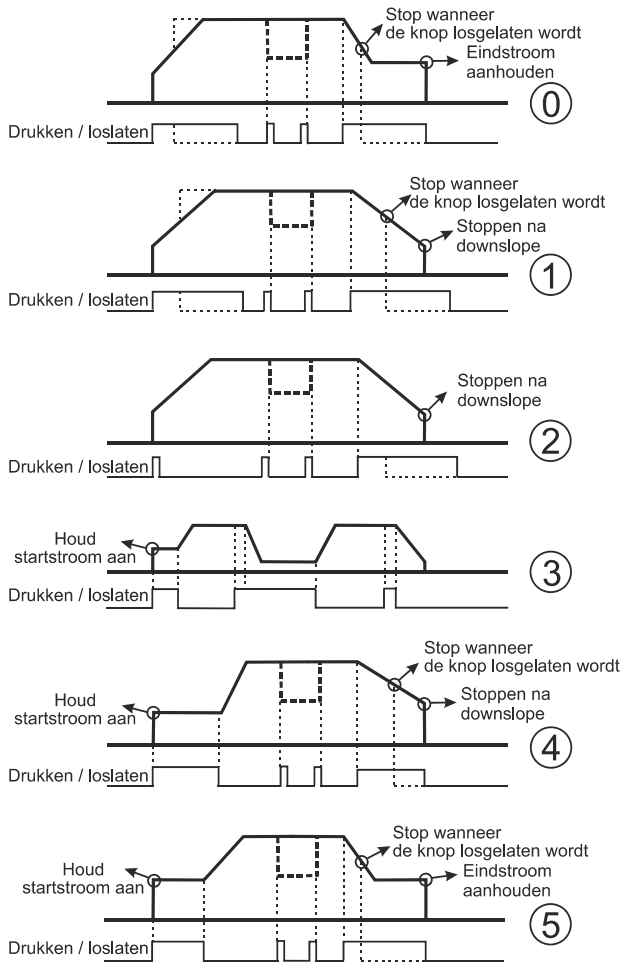 Stop wanneer
de knop losgelaten wordt
Eindstroom
aanhouden
0
Drukken / loslaten
Stop wanneer
de knop losgelaten wordt
Stoppen na
downslope
1
Drukken / loslaten
Stoppen na
downslope
2
Drukken / loslaten
Houd
startstroom aan
3
Drukken / loslaten
Stop wanneer
de knop losgelaten wordt
Houd
startstroom aan
Stoppen na
downslope
4
Drukken / loslaten
Stop wanneer
de knop losgelaten wordt
Houd
startstroom aan
Eindstroom
aanhouden
5
Drukken / loslaten